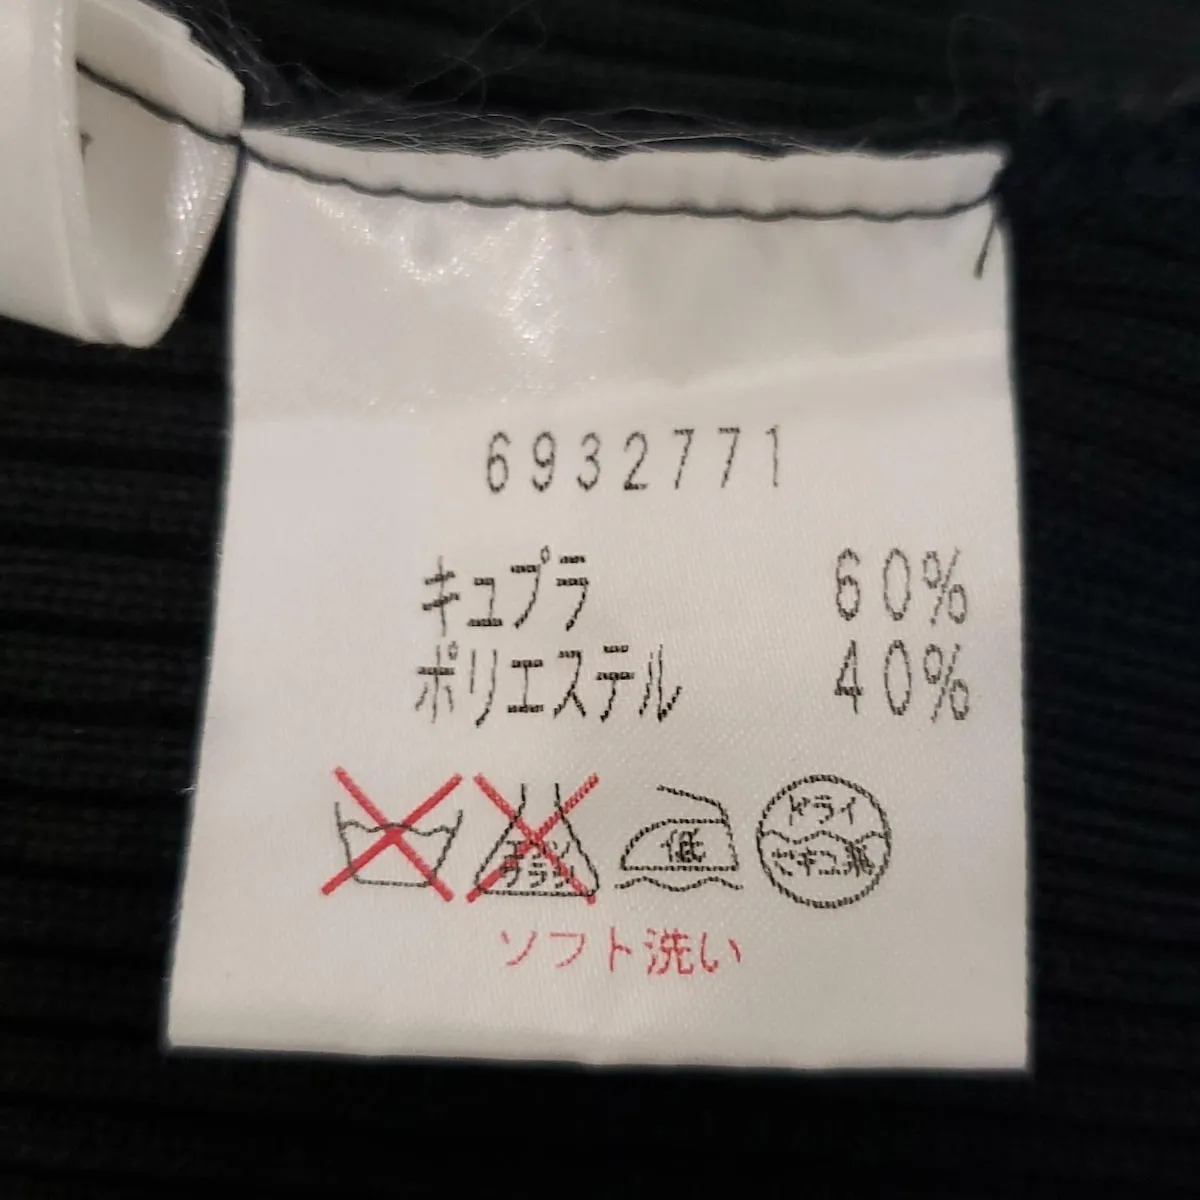 6932771
キュプラ 60%
ポリエステル 40%
低 ドライ
セキユ系
ソフト洗い